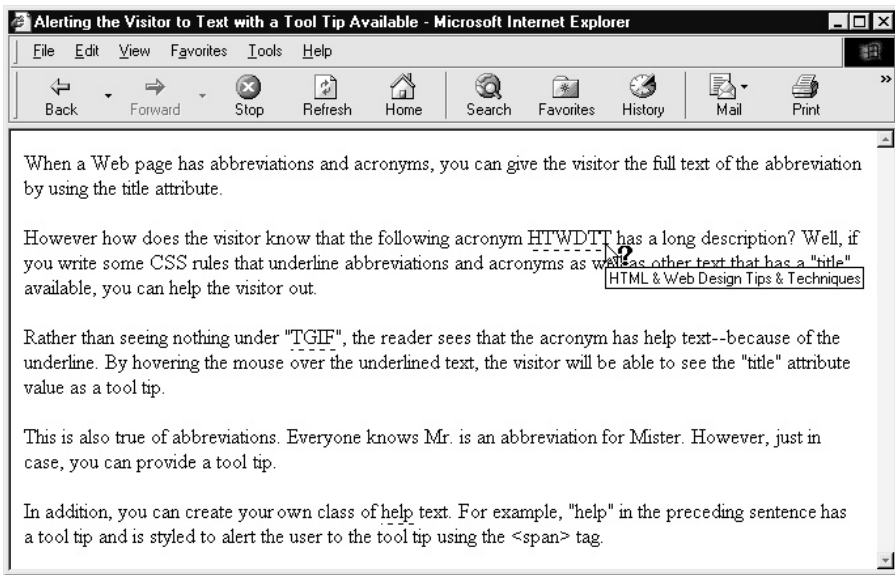 Alerting the Visitor to Text with a Tool Tip Available - Microsoft Internet Explorer
File Edit View Favorites Tools Help
Back Forward Stop Refresh Home Search Favorites History Mail Print »
When a Web page has abbreviations and acronyms, you can give the visitor the full text of the abbreviation
by using the title attribute.
However how does the visitor know that the following acronym HTWDTT has a long description? Well, if
you write some CSS rules that underline abbreviations and acronyms as well as other text that has a "title"
HTML & Web Design Tips & Techniques
available, you can help the visitor out.
Rather than seeing nothing under "TGIF", the reader sees that the acronym has help text--because of the
underline. By hovering the mouse over the underlined text, the visitor will be able to see the "title" attribute
value as a tool tip.
This is also true of abbreviations. Everyone knows Mr. is an abbreviation for Mister. However, just in
case, you can provide a tool tip.
In addition, you can create your own class of help text. For example, "help" in the preceding sentence has
a tool tip and is styled to alert the user to the tool tip using the <span> tag.